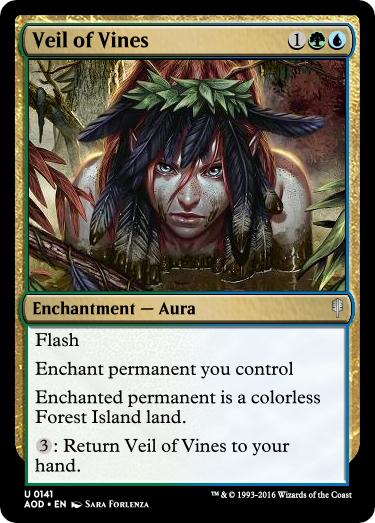 Veil of Vines 1
Enchantment — Aura
Flash
Enchant permanent you control
Enchanted permanent is a colorless
Forest Island land.
3: Return Veil of Vines to your
hand.
U 0141
AOD • EN Sara Forlenza
™ & © 1993-2016 Wizards of the Coast